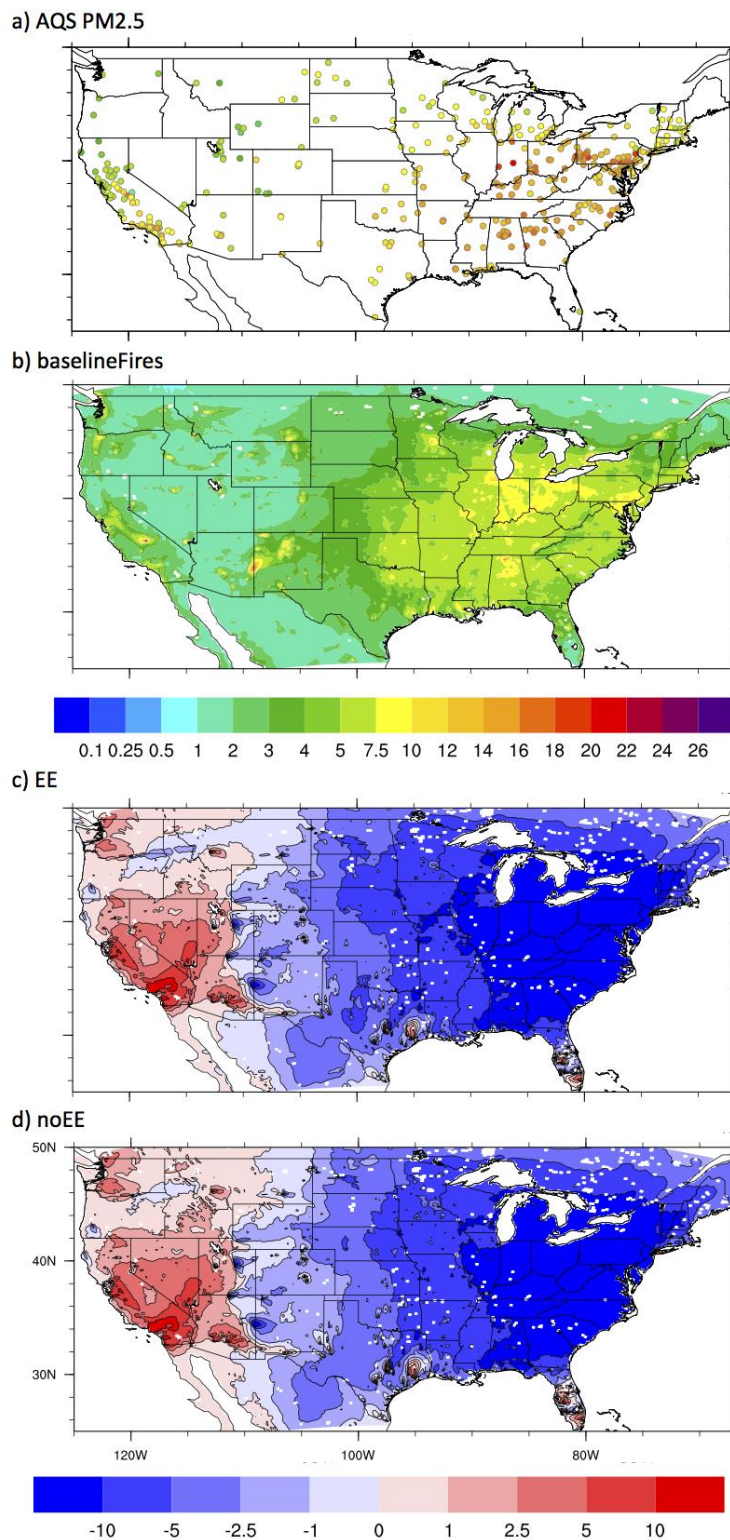 a) AQS PM2.5
b) baselineFires
0.1 0.25 0.5 1 2 3 4 5 7.5 10 12 14 16 18 20 22 24 26
c) EE
d) noEE
50N
40N
30N
120W 100W 80W
-10 -5 -2.5 -1 0 1 2.5 5 10